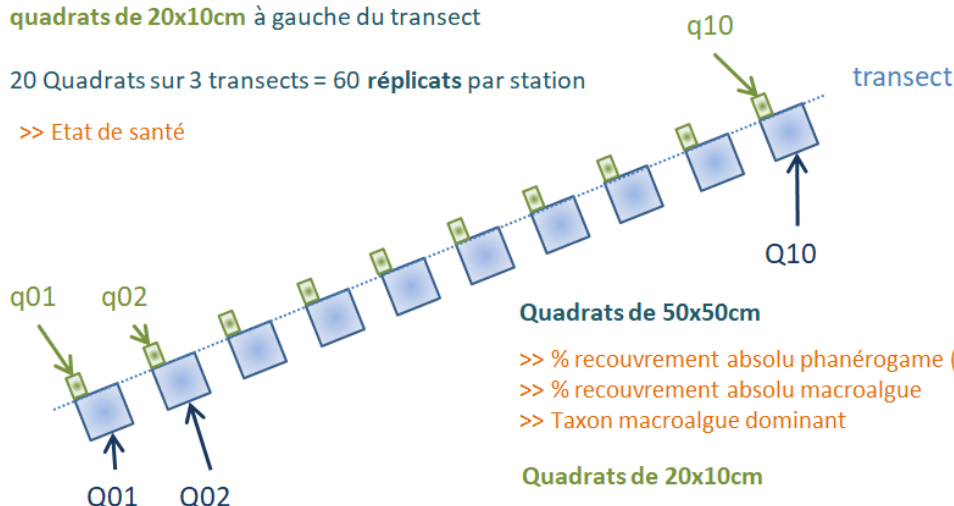 quadrats de 20x10cm à gauche du transect
20 Quadrats sur 3 transects = 60 réplicats par station
>> Etat de santé
q10
transect
Q10
q01
q02
Quadrats de 50x50cm
>> % recouvrement absolu phanérogame (
>> % recouvrement absolu macroalgue
>> Taxon macroalgue dominant
Quadrats de 20x10cm
Q01
Q02